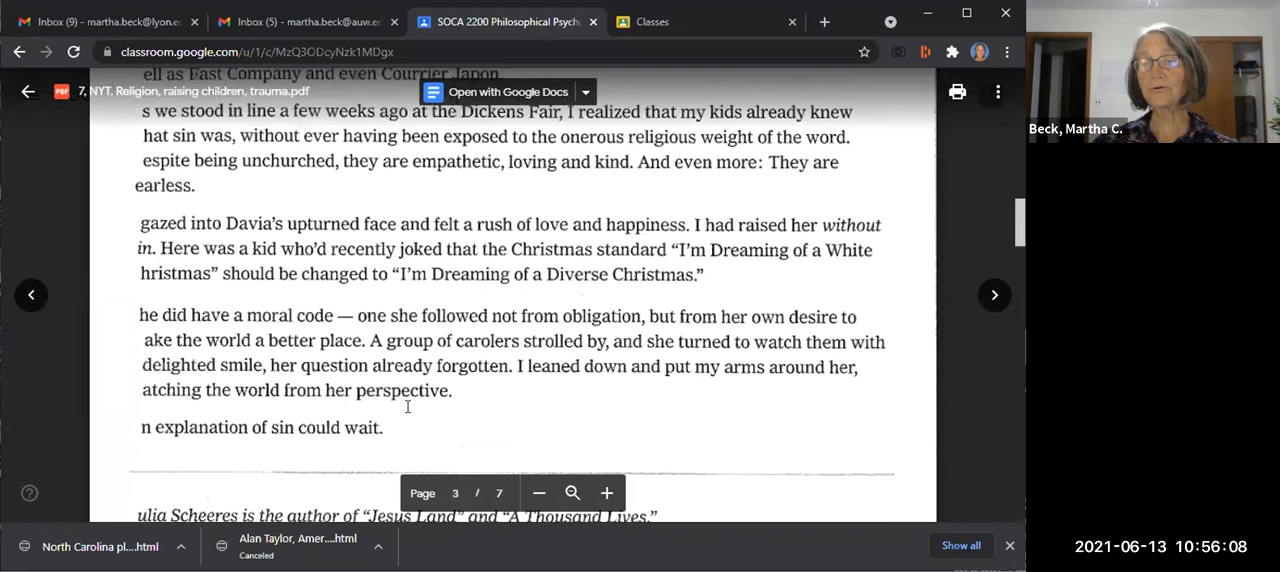 Inbox (9) - martha.beck@lyon.ec
Inbox (5) - martha.beck@auw.ec
SOCA 2200 Philosophical Psych
Classes
classroom.google.com/u/1/c/MzQ3ODcyNzk1MDgx
ell as Fast Company and even Courrier Japon.
7, NYT, Religion, raising children, trauma.pdf
Open with Google Docs
s we stood in line a few weeks ago at the Dickens Fair, I realized that my kids already knew
hat sin was, without ever having been exposed to the onerous religious weight of the word.
espite being unchurched, they are empathetic, loving and kind. And even more: They are
earless.
gazed into Davia's upturned face and felt a rush of love and happiness. I had raised her without
in. Here was a kid who'd recently joked that the Christmas standard "I'm Dreaming of a White
hristmas" should be changed to "I'm Dreaming of a Diverse Christmas."
he did have a moral code — one she followed not from obligation, but from her own desire to
ake the world a better place. A group of carolers strolled by, and she turned to watch them with
delighted smile, her question already forgotten. I leaned down and put my arms around her,
atching the world from her perspective.
n explanation of sin could wait.
Page 3 / 7
ulia Scheeres is the author of "Jesus Land" and "A Thousand Lives."
North Carolina pl....html
Alan Taylor, Amer....html
Canceled
Show all
Beck, Martha C.
2021-06-13 10:56:08